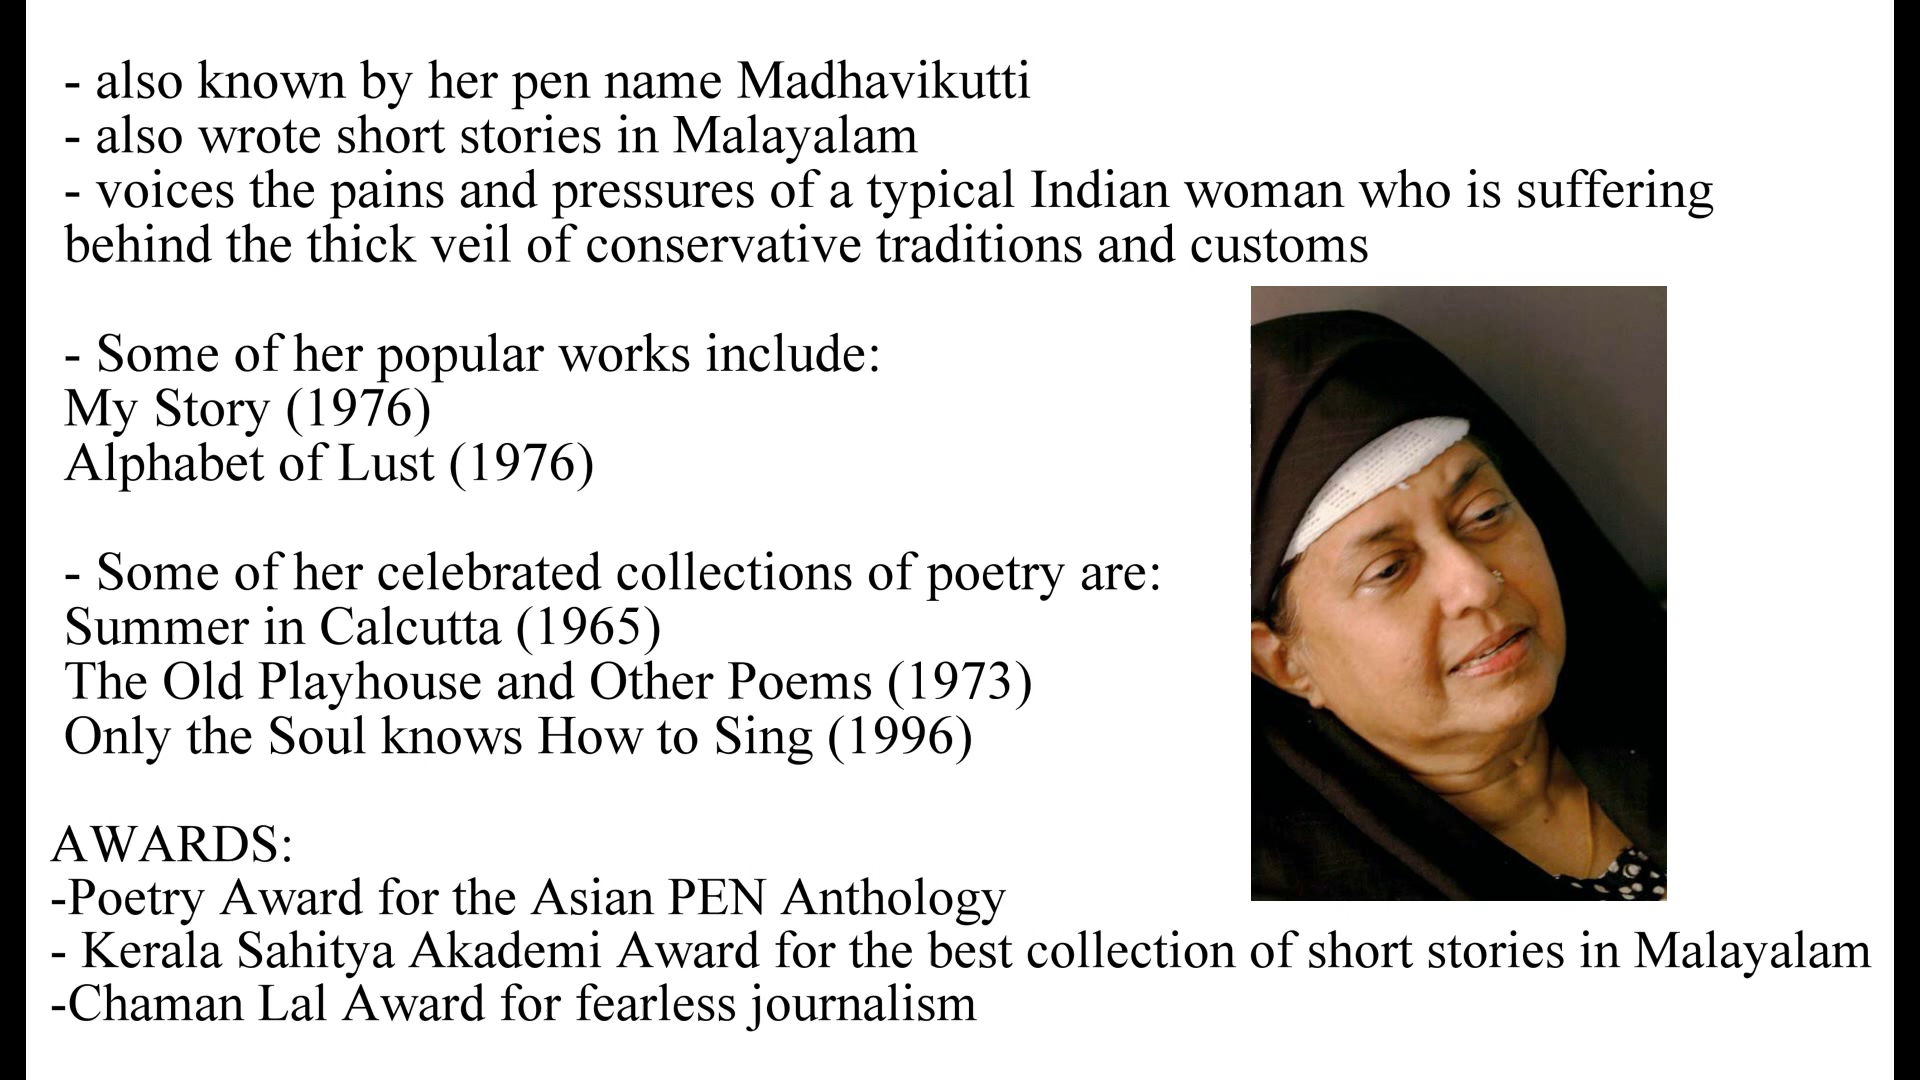 - also known by her pen name Madhavikutti
- also wrote short stories in Malayalam
- voices the pains and pressures of a typical Indian woman who is suffering
behind the thick veil of conservative traditions and customs
- Some of her popular works include:
My Story (1976)
Alphabet of Lust (1976)
- Some of her celebrated collections of poetry are:
Summer in Calcutta (1965)
The Old Playhouse and Other Poems (1973)
Only the Soul knows How to Sing (1996)
AWARDS:
-Poetry Award for the Asian PEN Anthology
- Kerala Sahitya Akademi Award for the best collection of short stories in Malayalam
-Chaman Lal Award for fearless journalism